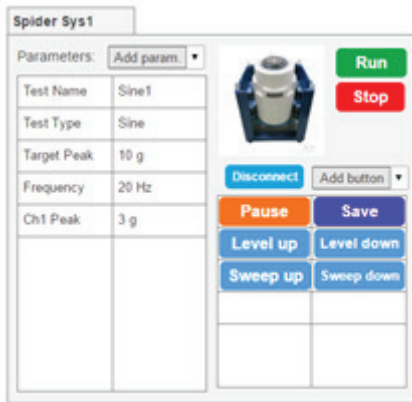 Spider Sys1
Parameters: Add param.
Test Name Sine1
Test Type Sine
Target Peak 10 g
Frequency 20 Hz
Ch1 Peak 3 g
Run
Stop
Disconnect Add button
Pause Save
Level up Level down
Sweep up Sweep down